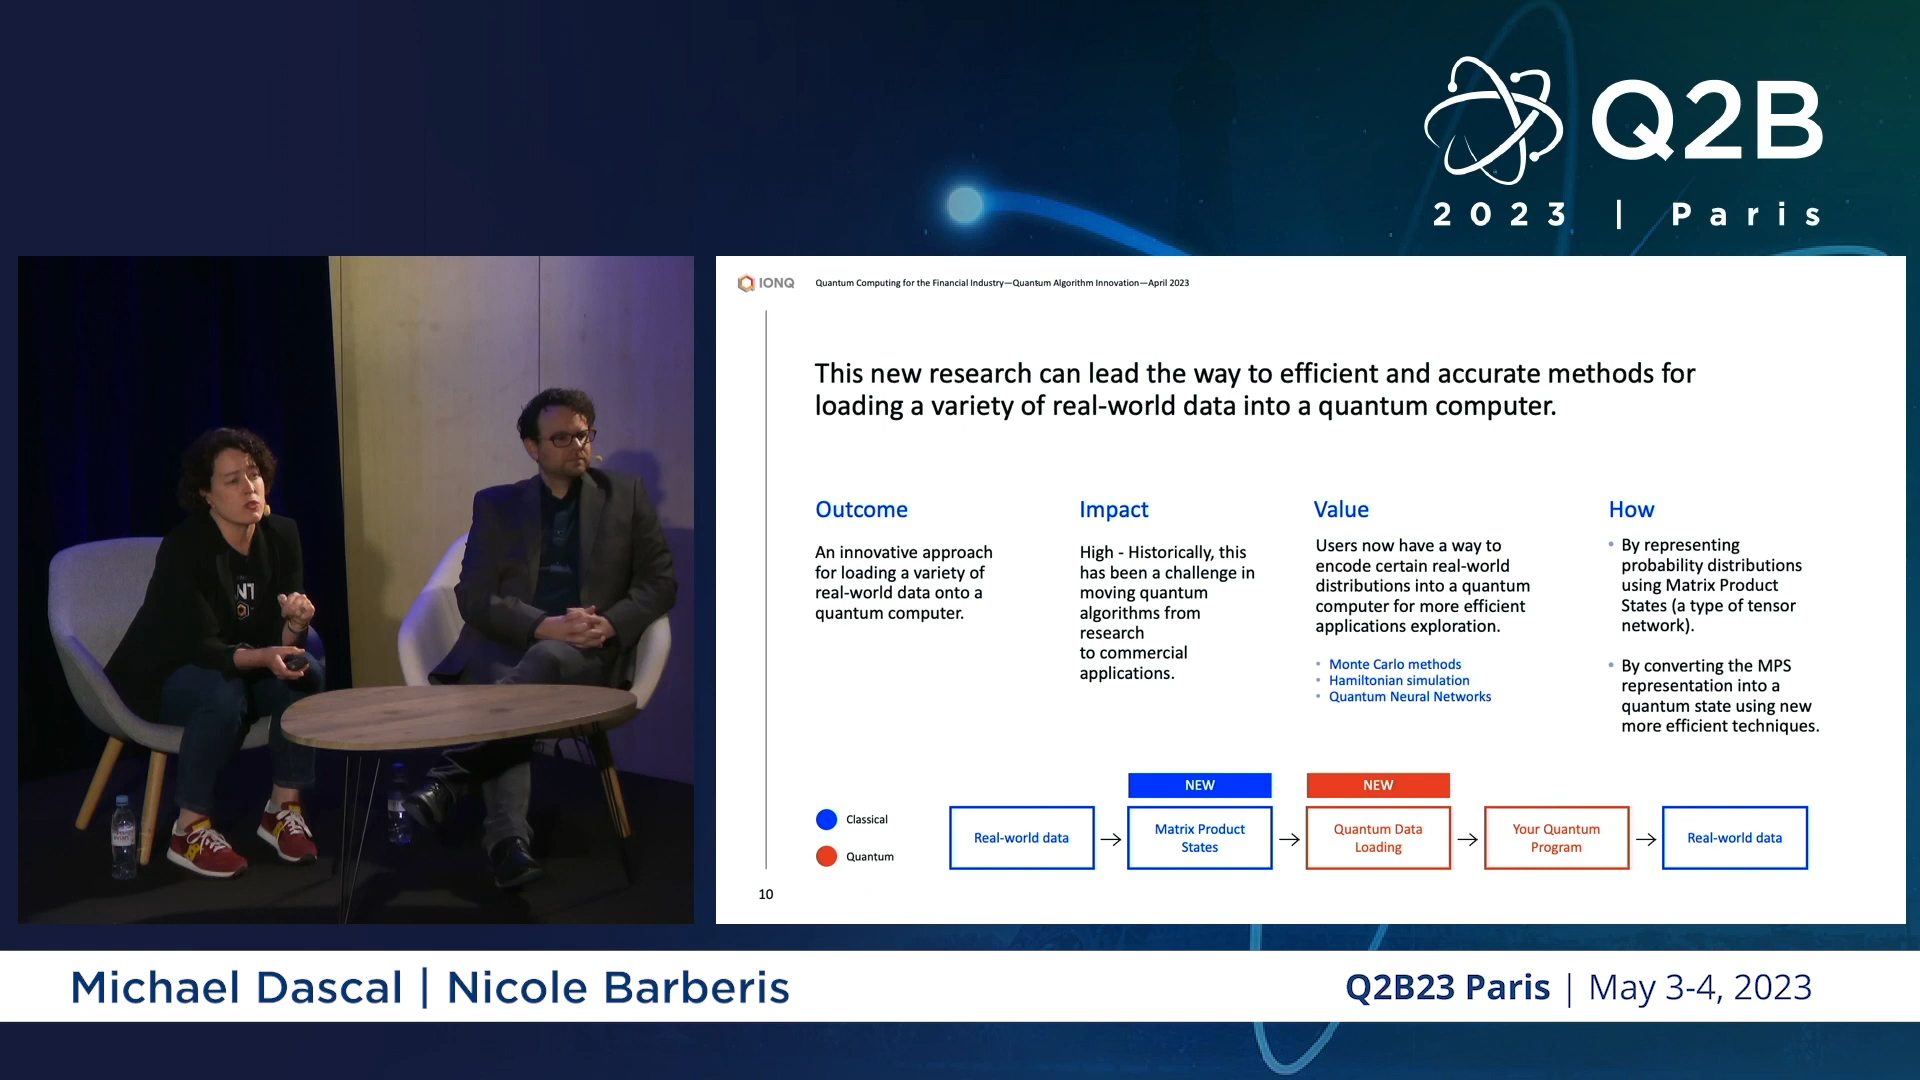 Q2B
2023 | Paris
IONQ
Quantum Computing for the Financial Industry—Quantum Algorithm Innovation—April 2023
This new research can lead the way to efficient and accurate methods for
loading a variety of real-world data into a quantum computer.
Outcome
An innovative approach
for loading a variety of
real-world data onto a
quantum computer.
Impact
High - Historically, this
has been a challenge in
moving quantum
algorithms from
research
to commercial
applications.
Value
Users now have a way to
encode certain real-world
distributions into a quantum
computer for more efficient
applications exploration.
• Monte Carlo methods
• Hamiltonian simulation
• Quantum Neural Networks
How
• By representing
probability distributions
using Matrix Product
States (a type of tensor
network).
• By converting the MPS
representation into a
quantum state using new
more efficient techniques.
Classical
Quantum
Real-world data
NEW
Matrix Product
States
NEW
Quantum Data
Loading
Your Quantum
Program
Real-world data
10
NT
Michael Dascal | Nicole Barberis
Q2B23 Paris | May 3-4, 2023